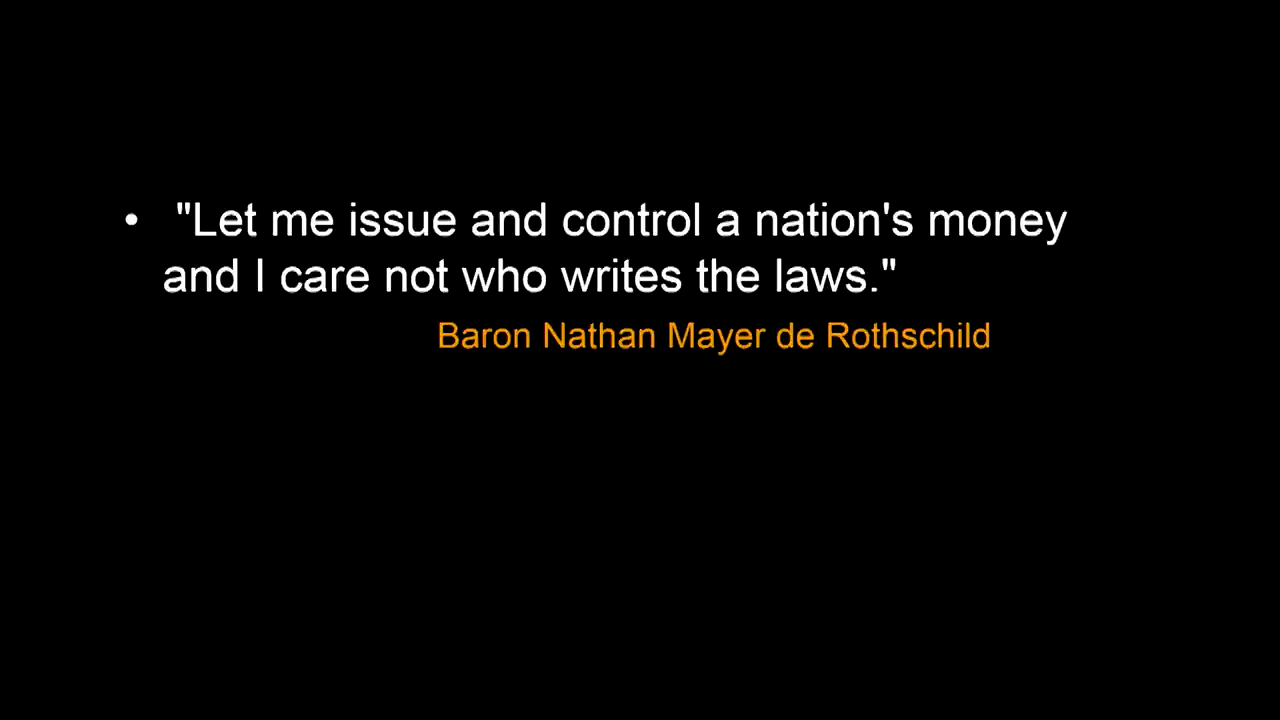 • "Let me issue and control a nation's money
and I care not who writes the laws."
Baron Nathan Mayer de Rothschild